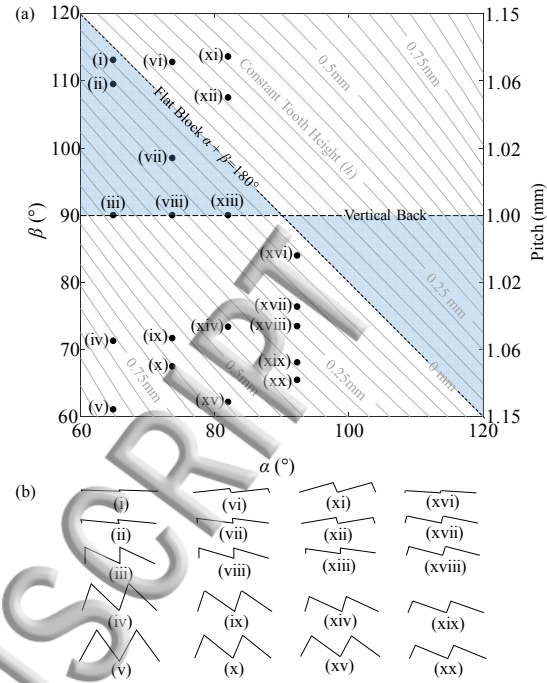 (a)
120
110
100
90
80
70
60
β (°)
60
80
100
120
α (°)
1.15
1.06
1.02
1.00
1.02
1.06
1.15
Pitch (mm)
(i)
(ii)
(iii)
(iv)
(v)
(vi)
(vii)
(viii)
(ix)
(x)
(xi)
(xii)
(xiii)
(xiv)
(xv)
(xvi)
(xvii)
(xviii)
(xix)
(xx)
0.5mm
0.75mm
Constant Tooth Height (h)
Flat Block α + β=180°
Vertical Back
0.25 mm
0 mm
0.75mm
0.5mm
0.25mm
(b)
(i)
(vi)
(xi)
(xvi)
(ii)
(vii)
(xii)
(xvii)
(iii)
(viii)
(xiii)
(xviii)
(iv)
(ix)
(xiv)
(xix)
(v)
(x)
(xv)
(xx)
SCRIPT